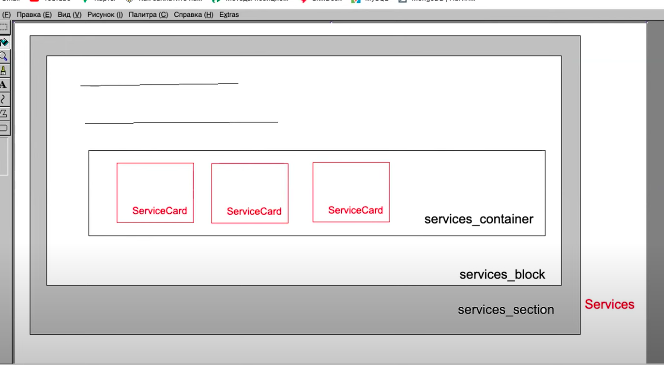 (F) Правка (E) Вид (V) Рисунок (I) Палитра (C) Справка (H) Extras
A
ServiceCard ServiceCard ServiceCard
services_container
services_block
services_section
Services